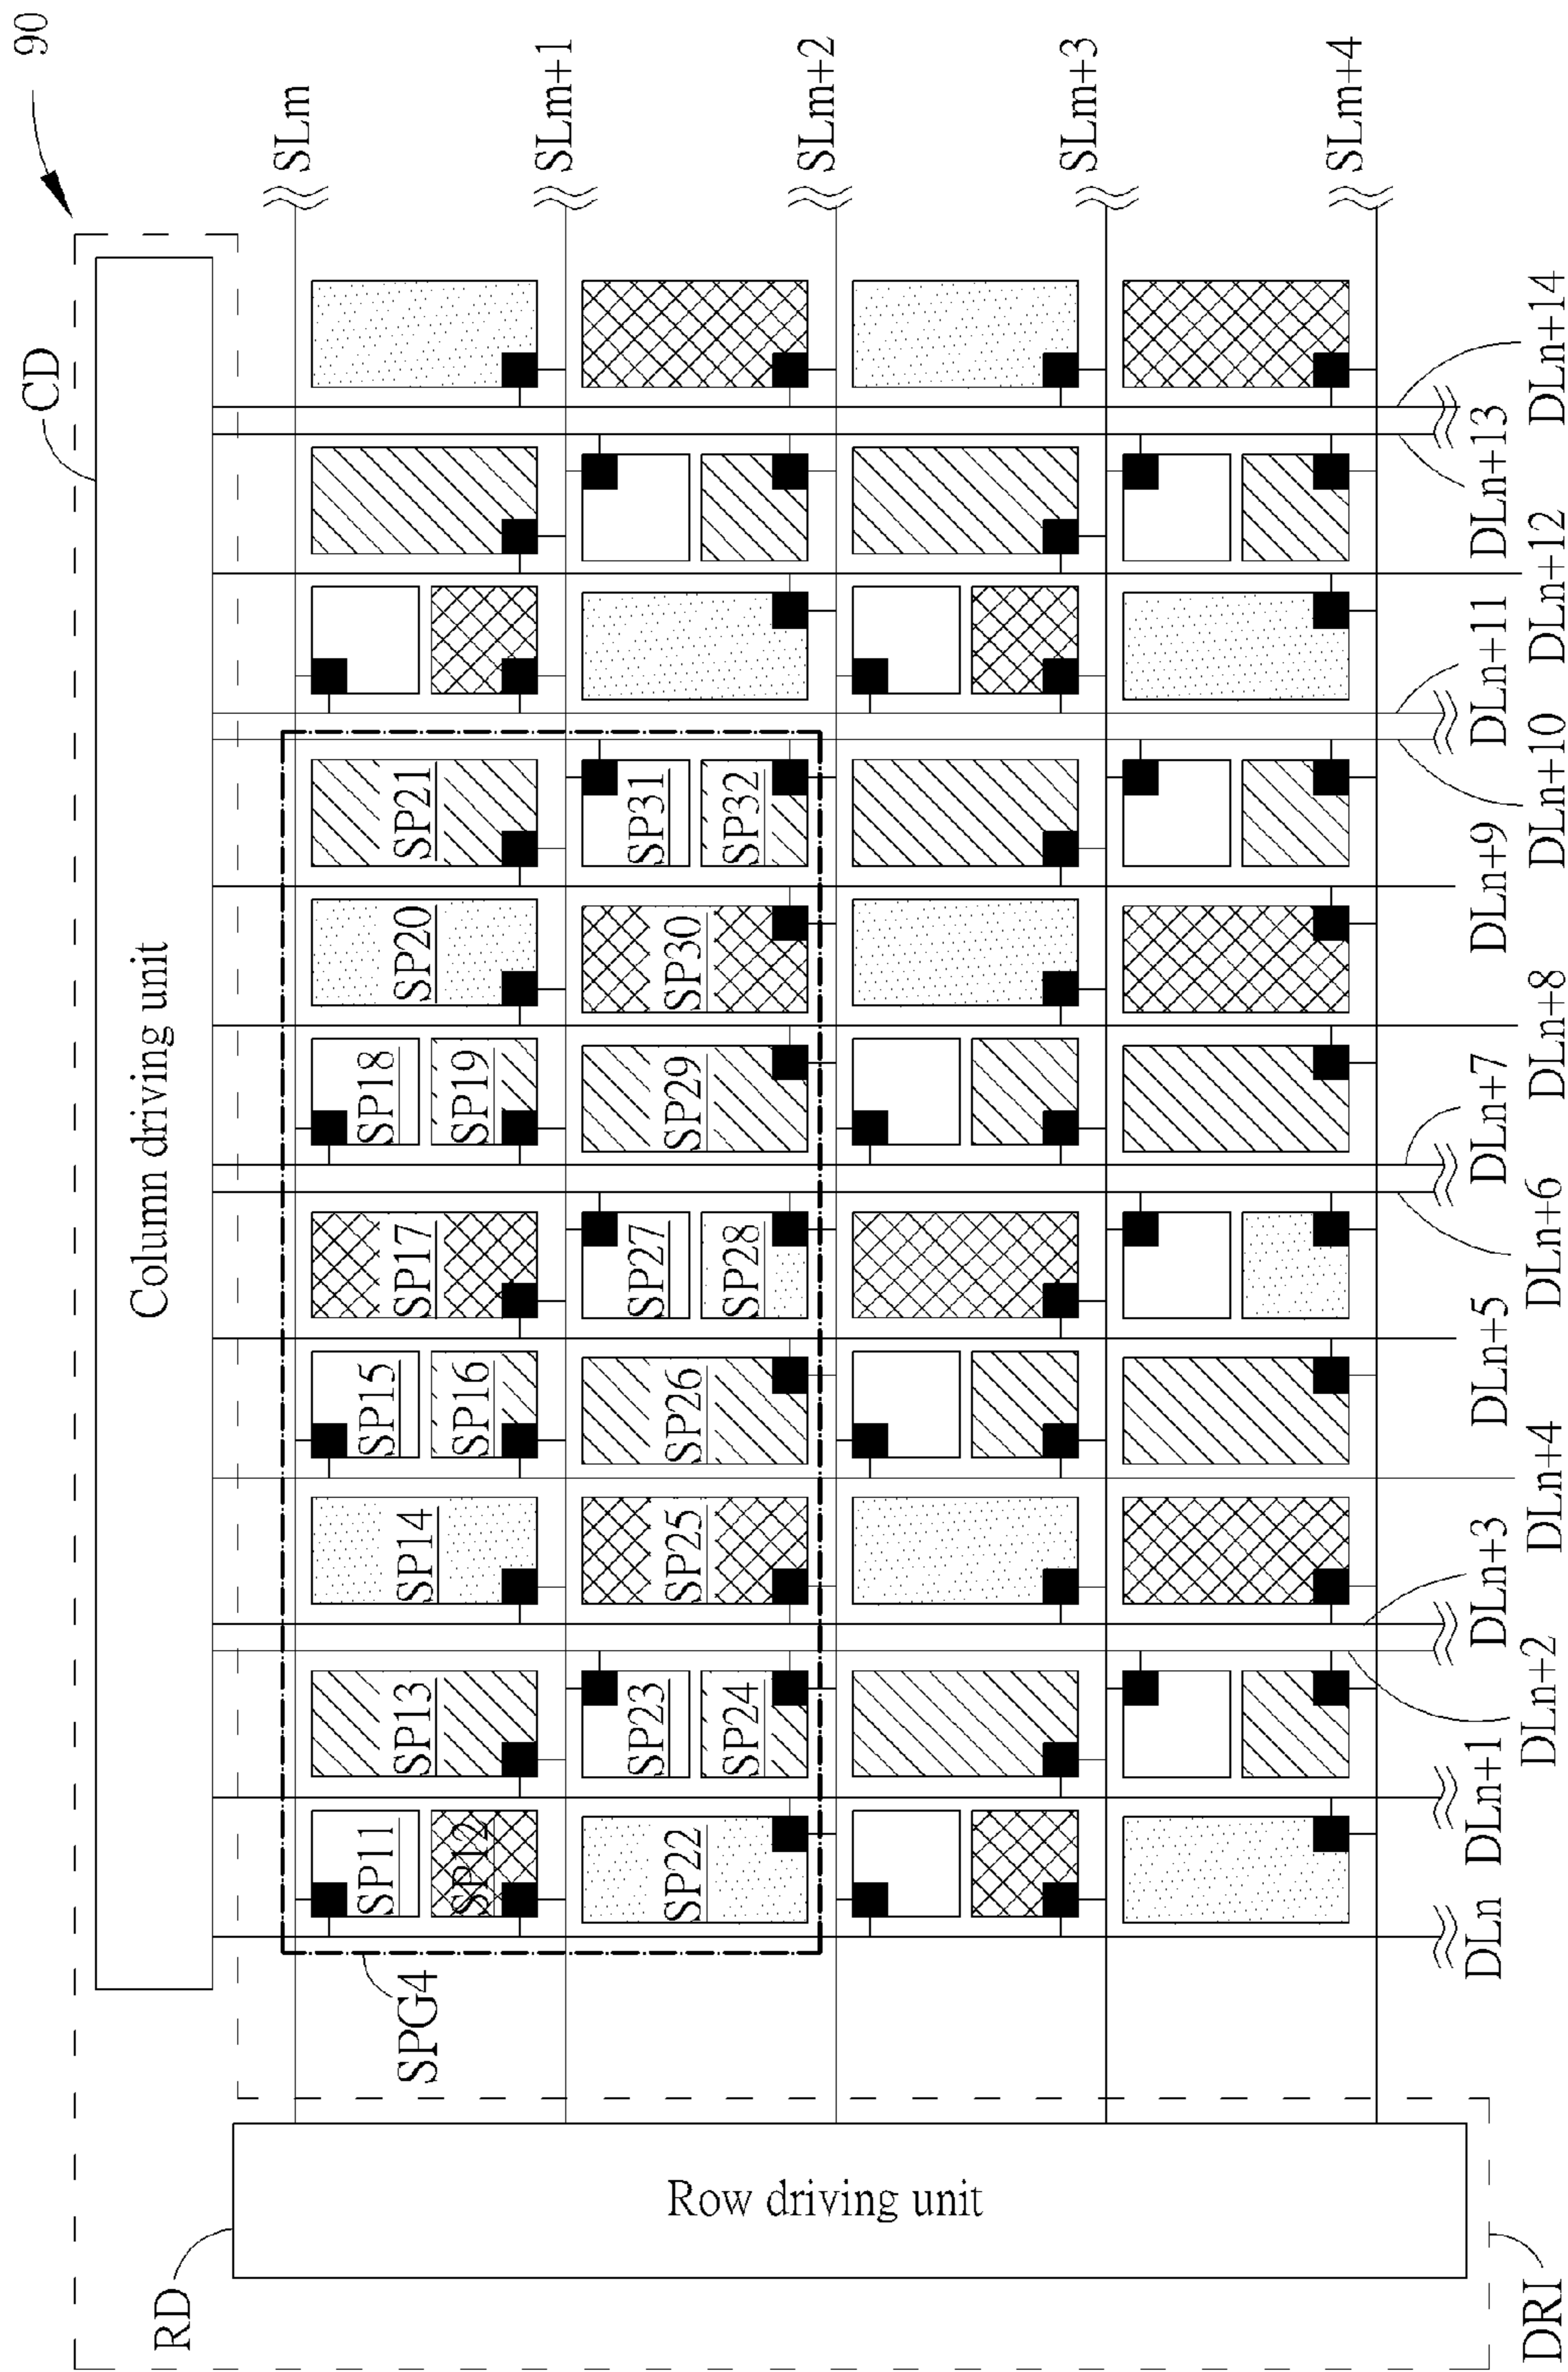 90
CD
Column driving unit
SLm
SLm+1
SLm+2
SLm+3
SLm+4
SP11
SP12
SP13
SP14
SP15
SP16
SP17
SP18
SP19
SP20
SP21
SP22
SP23
SP24
SP25
SP26
SP27
SP28
SP29
SP30
SP31
SP32
SPG4
RD
Row driving unit
DRI
DLn
DLn+1
DLn+2
DLn+3
DLn+4
DLn+5
DLn+6
DLn+7
DLn+8
DLn+9
DLn+10
DLn+11
DLn+12
DLn+13
DLn+14